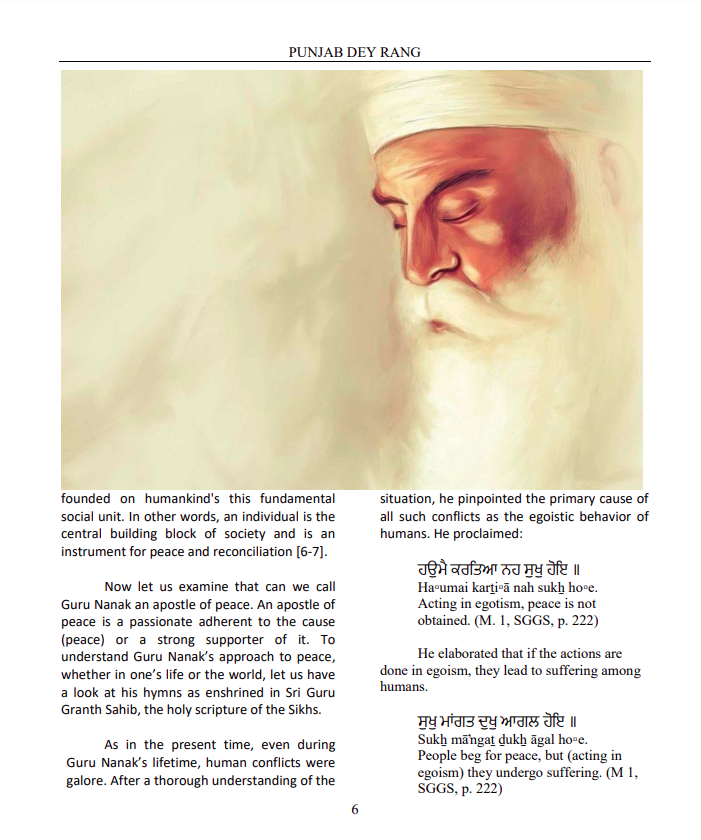 PUNJAB DEY RANG
founded on humankind's this fundamental
social unit. In other words, an individual is the
central building block of society and is an
instrument for peace and reconciliation [6-7].
Now let us examine that can we call
Guru Nanak an apostle of peace. An apostle of
peace is a passionate adherent to the cause
(peace) or a strong supporter of it. To
understand Guru Nanak’s approach to peace,
whether in one’s life or the world, let us have
a look at his hymns as enshrined in Sri Guru
Granth Sahib, the holy scripture of the Sikhs.
As in the present time, even during
Guru Nanak’s lifetime, human conflicts were
galore. After a thorough understanding of the
situation, he pinpointed the primary cause of
all such conflicts as the egoistic behavior of
humans. He proclaimed:
ਹਉਮੈ ਕਰਤਿਆ ਨਹ ਸੁਖੁ ਹੋਇ ॥
Ha▫umai karṯi▫ā nah sukẖ ho▫e.
Acting in egotism, peace is not
obtained. (M. 1, SGGS, p. 222)
He elaborated that if the actions are
done in egoism, they lead to suffering among
humans.
ਸੁਖੁ ਮਾਂਗਤ ਦੁਖੁ ਆਗਲ ਹੋਇ ॥
Sukẖ māʼngaṯ ḏukẖ āgal ho▫e.
People beg for peace, but (acting in
egoism) they undergo suffering. (M 1,
SGGS, p. 222)
6